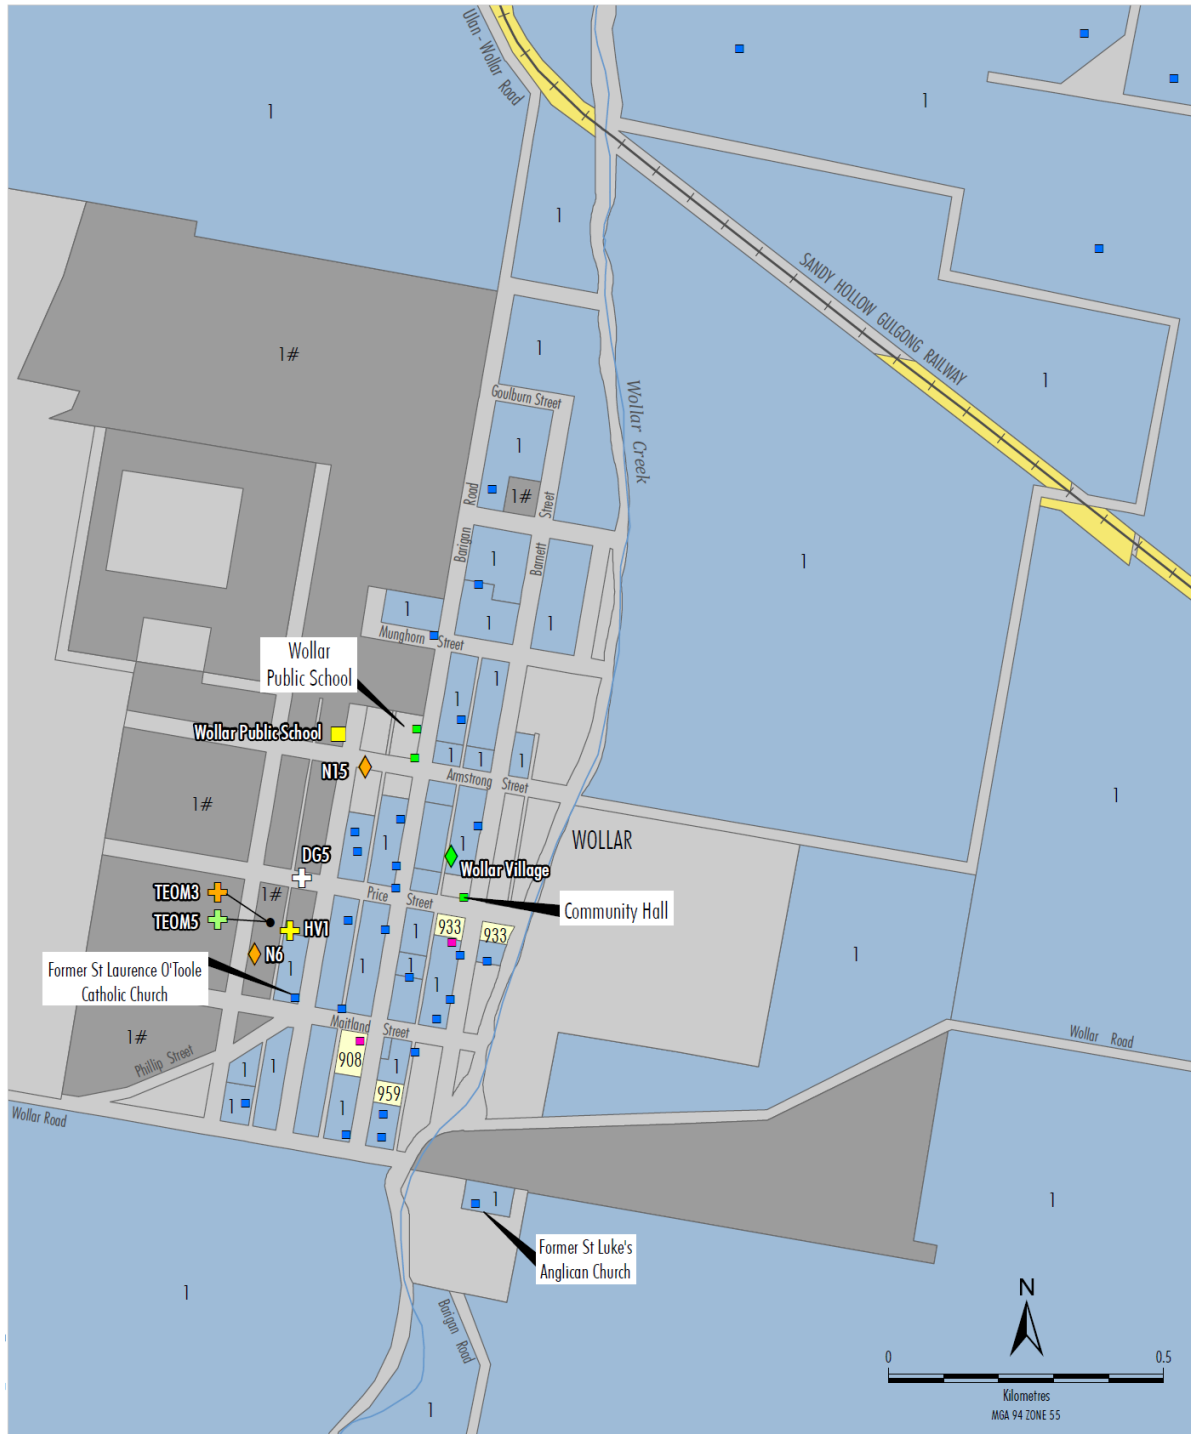 Ulan - Wollar Road
1
1
1
SANDY HOLLOW GULGONG RAILWAY
1#
1
1
Goulburn Street
Wollar Creek
1
1#
Road
Street
Barigan
Barnett
1
1
1
1
1
Munghorn Street
Wollar
Public School
1
1
Wollar Public School
N15
1
1
1
Armstrong Street
1#
1
1
1
WOLLAR
DG5
Wollar Village
TEOM3
1#
Price Street
Community Hall
TEOM5
HV1
933
933
1
N6
Former St Laurence O'Toole
Catholic Church
1
1
1
1
1
Maitland Street
1#
Phillip Street
908
1
1
1
959
1
1
Wollar Road
Wollar Road
1
1
Former St Luke's
Anglican Church
1
Barigan Road
1
N
0 0.5
Kilometres
MGA 94 ZONE 55